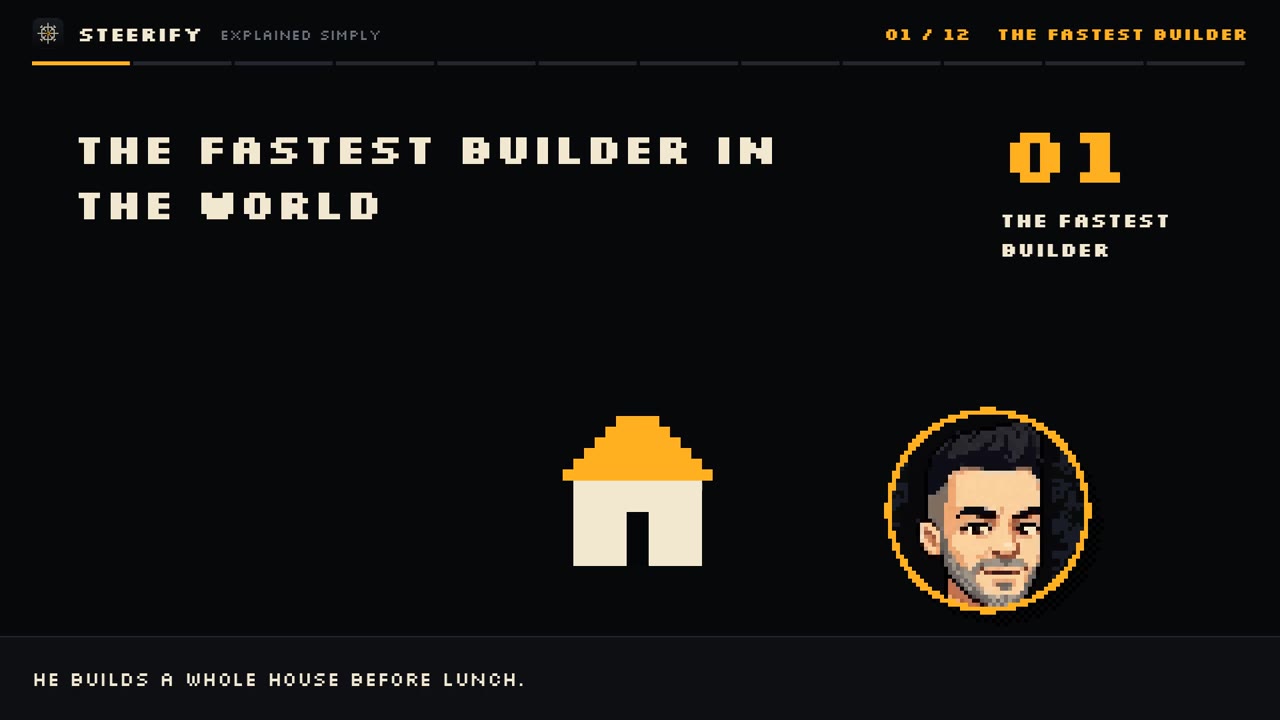 STEERIFY EXPLAINED SIMPLY
01 / 12 THE FASTEST BUILDER
THE FASTEST BUILDER IN
THE WORLD
01
THE FASTEST
BUILDER
HE BUILDS A WHOLE HOUSE BEFORE LUNCH.